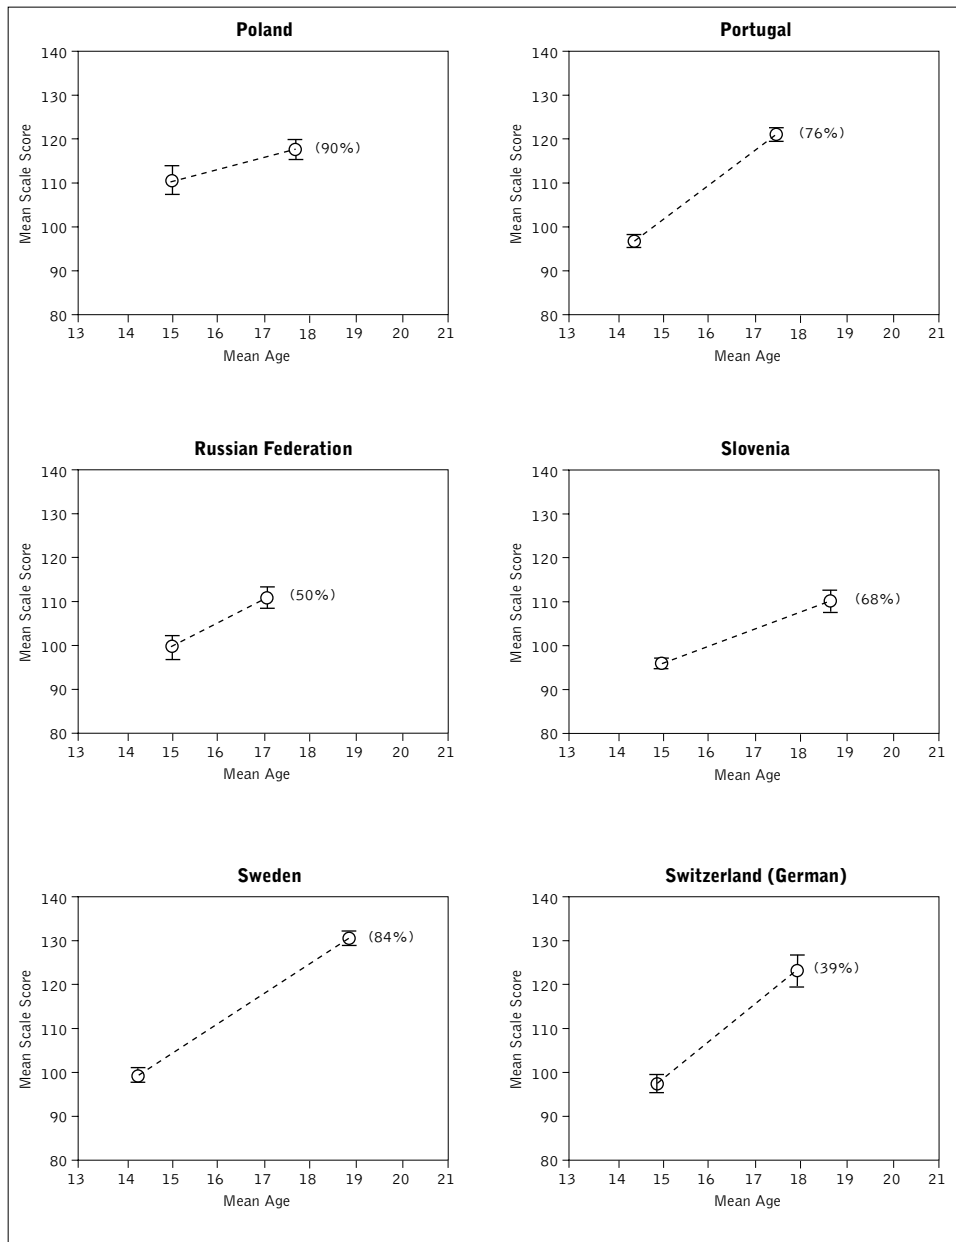 Poland
140
130
120
110
100
90
80
Mean Scale Score
(90%)
13 14 15 16 17 18 19 20 21
Mean Age
Portugal
140
130
120
110
100
90
80
Mean Scale Score
(76%)
13 14 15 16 17 18 19 20 21
Mean Age
Russian Federation
140
130
120
110
100
90
80
Mean Scale Score
(50%)
13 14 15 16 17 18 19 20 21
Mean Age
Slovenia
140
130
120
110
100
90
80
Mean Scale Score
(68%)
13 14 15 16 17 18 19 20 21
Mean Age
Sweden
140
130
120
110
100
90
80
Mean Scale Score
(84%)
13 14 15 16 17 18 19 20 21
Mean Age
Switzerland (German)
140
130
120
110
100
90
80
Mean Scale Score
(39%)
13 14 15 16 17 18 19 20 21
Mean Age